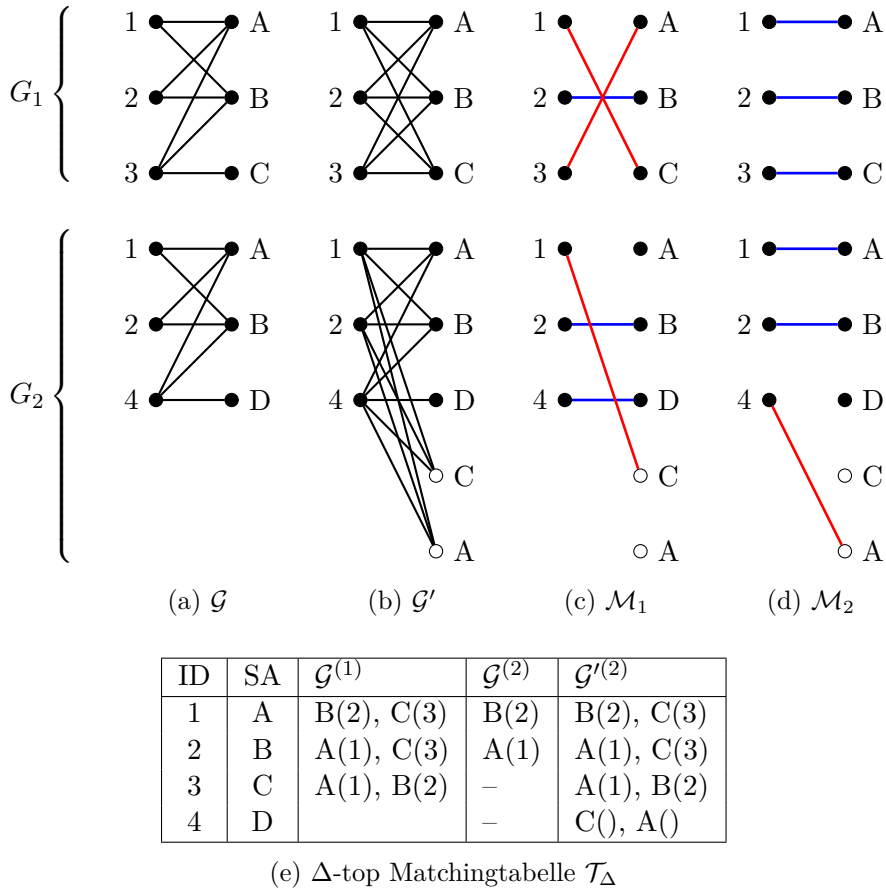 1 A 1 A 1 A 1 A
G₁ 2 B 2 B 2 B 2 B
3 C 3 C 3 C 3 C
1 A 1 A 1 A 1 A
2 B 2 B 2 B 2 B
G₂ 4 D 4 D 4 D 4 D
C C C
A A A
(a) 𝒢 (b) 𝒢′ (c) ℳ₁ (d) ℳ₂
ID SA 𝒢⁽¹⁾ 𝒢⁽²⁾ 𝒢′⁽²⁾
1 A B(2), C(3) B(2) B(2), C(3)
2 B A(1), C(3) A(1) A(1), C(3)
3 C A(1), B(2) – A(1), B(2)
4 D – C(), A()
(e) Δ-top Matchingtabelle 𝒯_Δ